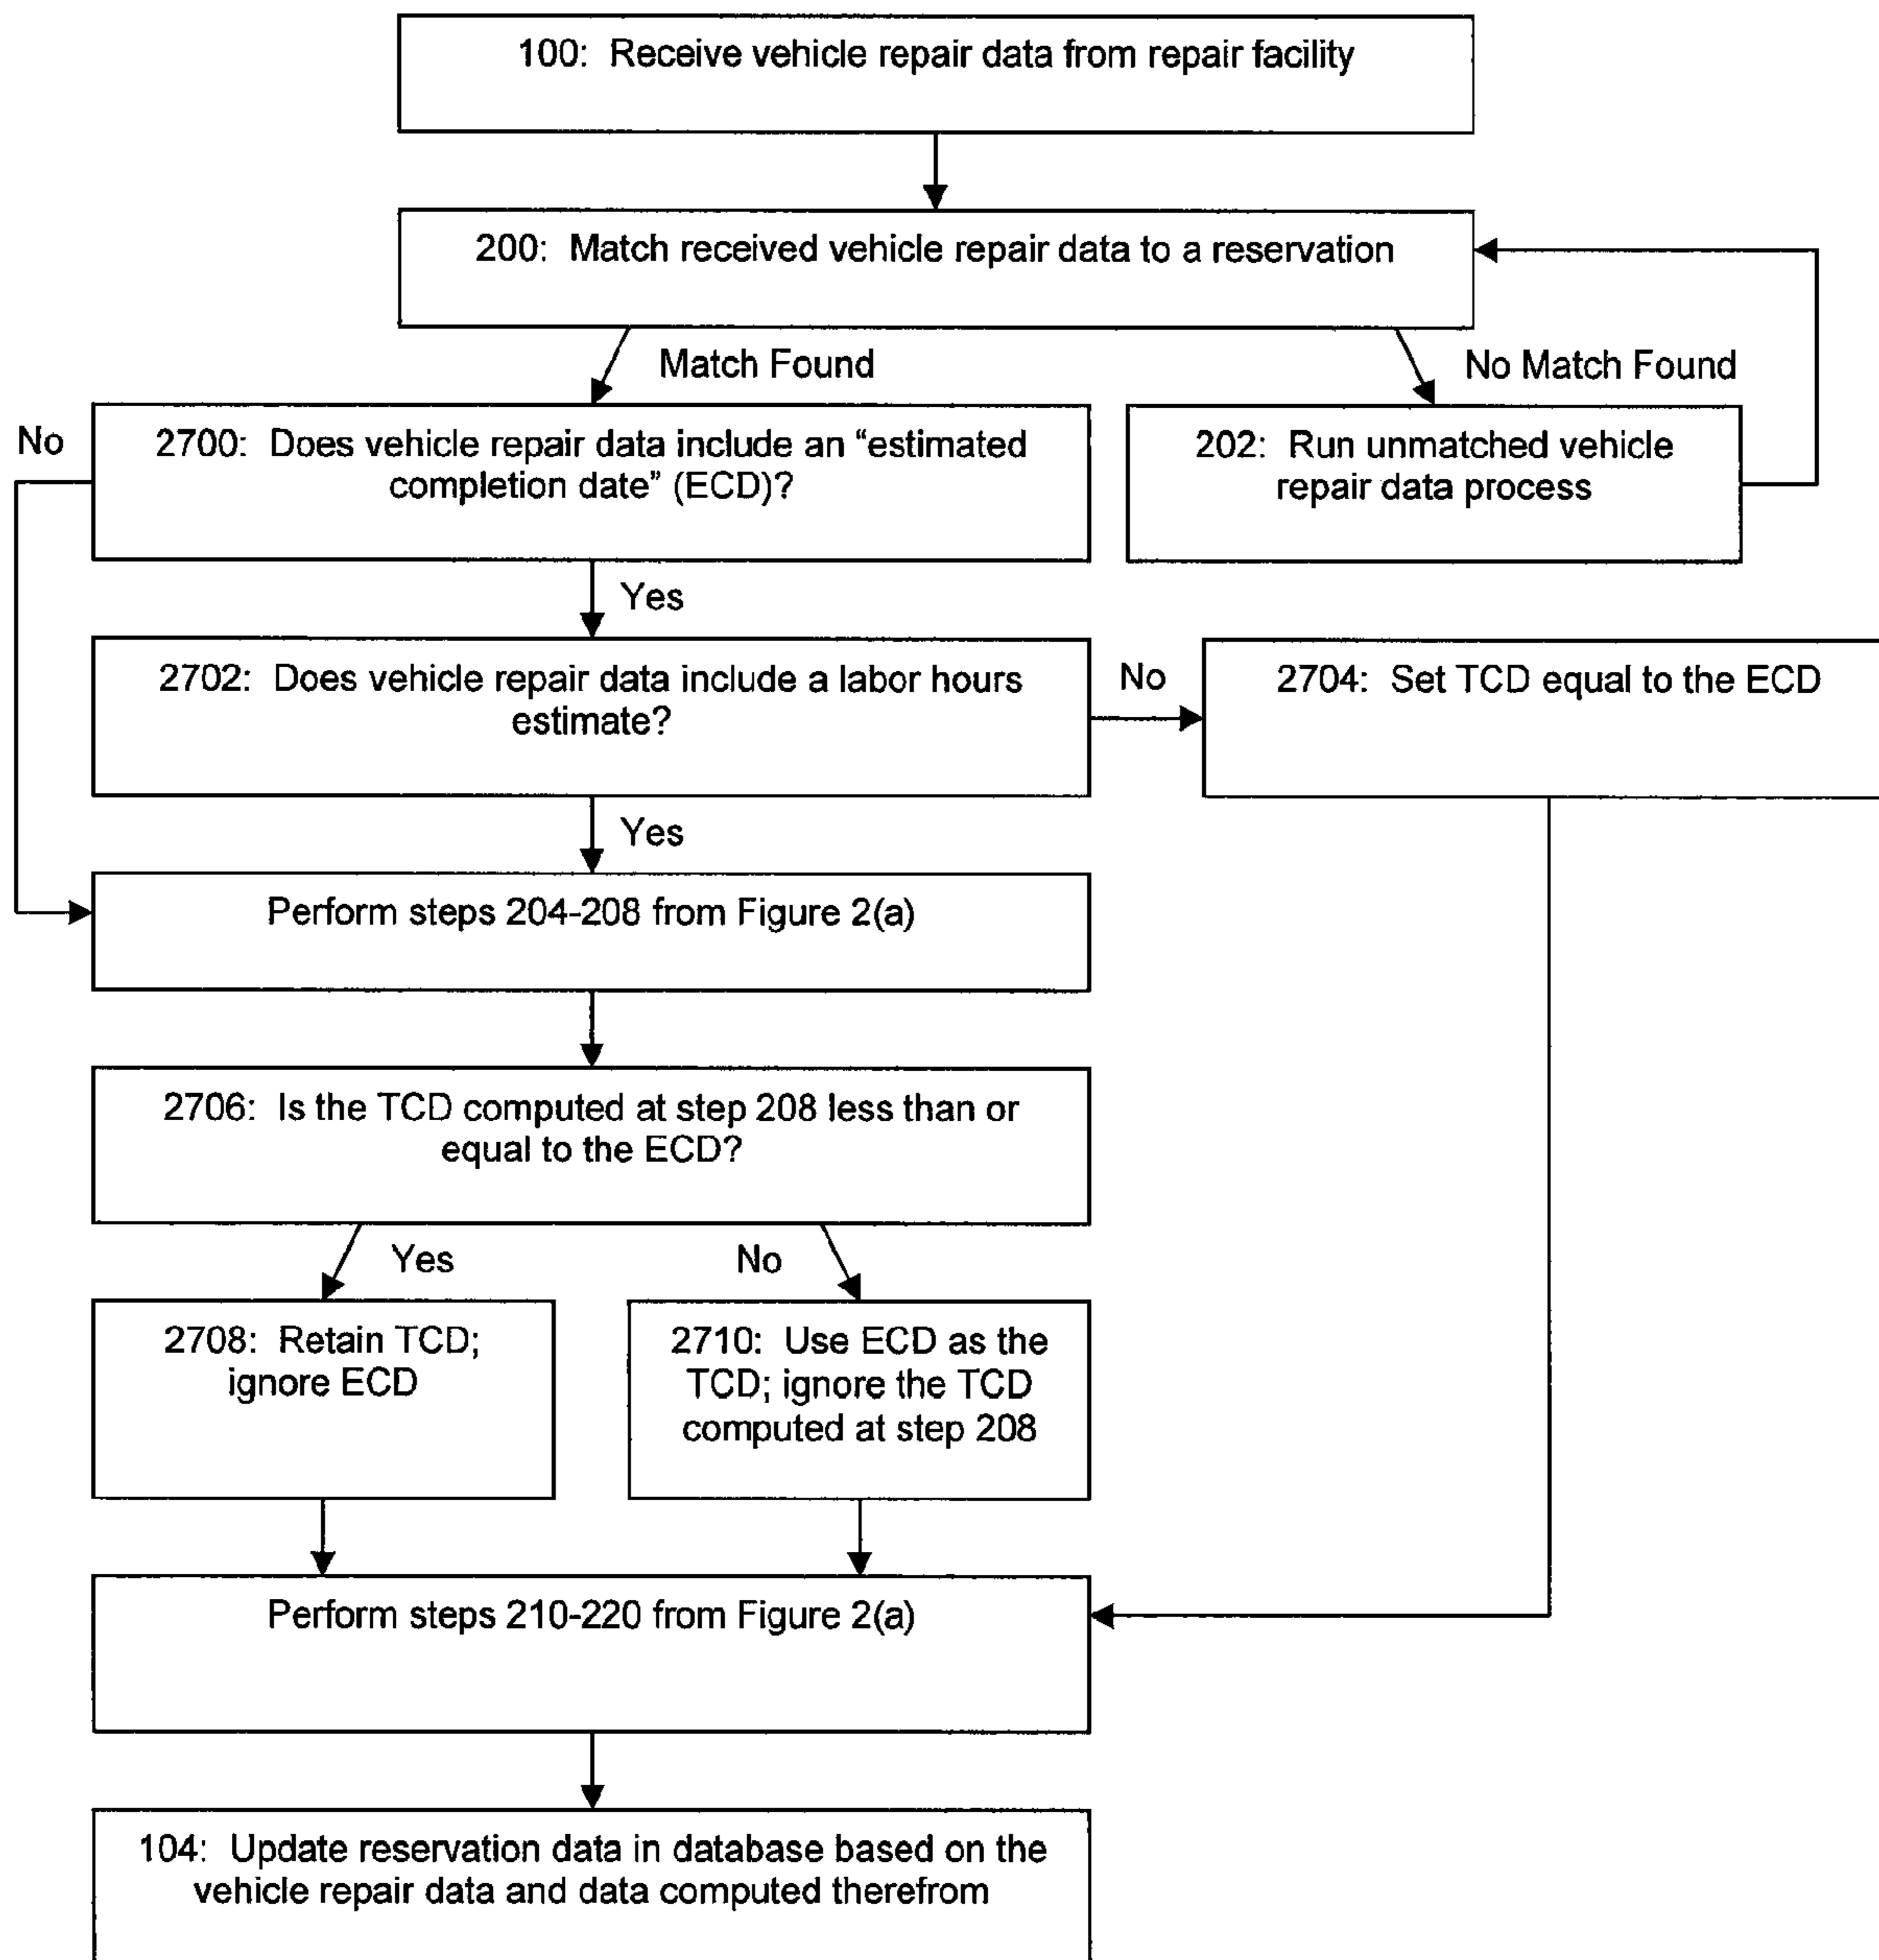 100: Receive vehicle repair data from repair facility
200: Match received vehicle repair data to a reservation
Match Found
No Match Found
No
2700: Does vehicle repair data include an “estimated
completion date” (ECD)?
202: Run unmatched vehicle
repair data process
Yes
2702: Does vehicle repair data include a labor hours
estimate?
No
2704: Set TCD equal to the ECD
Yes
Perform steps 204-208 from Figure 2(a)
2706: Is the TCD computed at step 208 less than or
equal to the ECD?
Yes
No
2708: Retain TCD;
ignore ECD
2710: Use ECD as the
TCD; ignore the TCD
computed at step 208
Perform steps 210-220 from Figure 2(a)
104: Update reservation data in database based on the
vehicle repair data and data computed therefrom